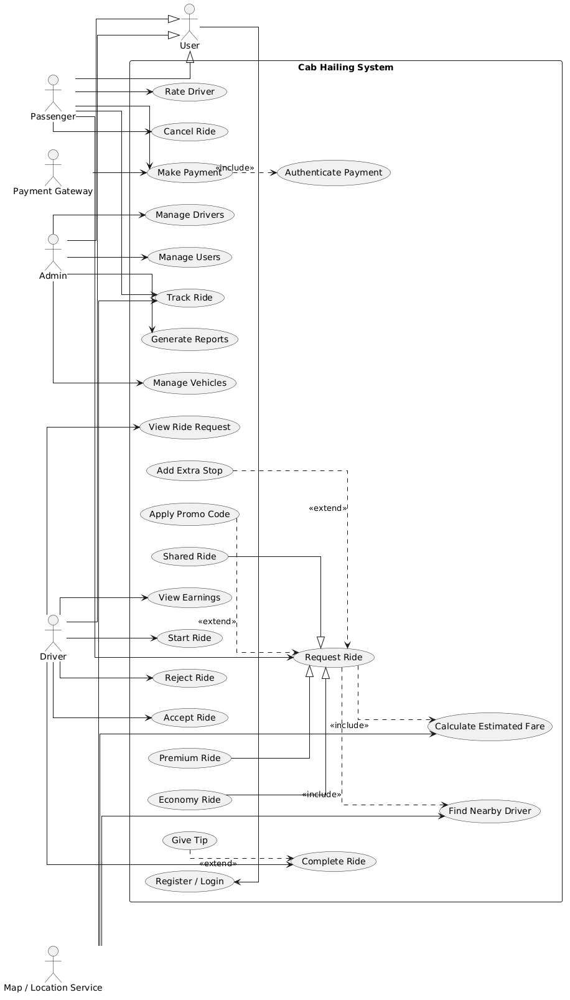 User
Cab Hailing System
Rate Driver
Passenger
Cancel Ride
Payment Gateway
Make Payment
«include»
Authenticate Payment
Manage Drivers
Manage Users
Admin
Track Ride
Generate Reports
Manage Vehicles
View Ride Request
Add Extra Stop
«extend»
Apply Promo Code
Shared Ride
View Earnings
«extend»
Start Ride
Driver
Request Ride
Reject Ride
Accept Ride
«include»
Calculate Estimated Fare
Premium Ride
Economy Ride
«include»
Find Nearby Driver
Give Tip
Complete Ride
«extend»
Register / Login
Map / Location Service